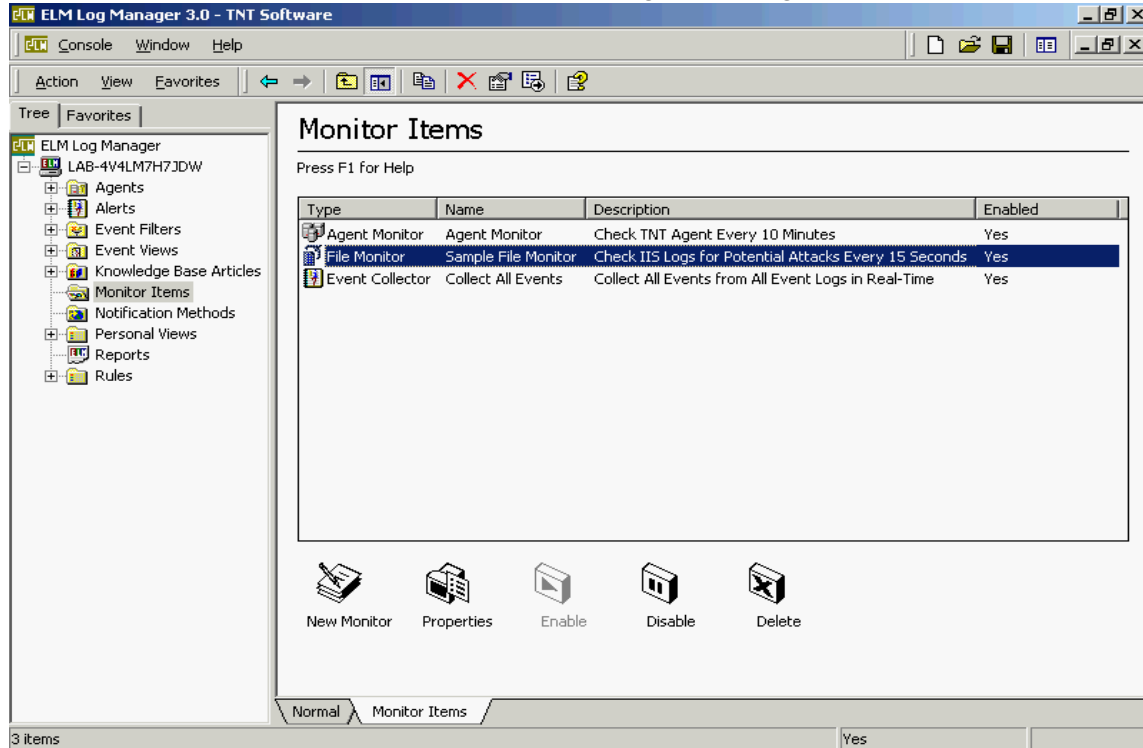 ELM Log Manager 3.0 - TNT Software
ELM Console Window Help
Action View Favorites
Tree Favorites
ELM ELM Log Manager
LAB-4V4LM7H7JDW
Agents
Alerts
Event Filters
Event Views
Knowledge Base Articles
Monitor Items
Notification Methods
Personal Views
Reports
Rules
Monitor Items
Press F1 for Help
Type Name Description Enabled
Agent Monitor Agent Monitor Check TNT Agent Every 10 Minutes Yes
File Monitor Sample File Monitor Check IIS Logs for Potential Attacks Every 15 Seconds Yes
Event Collector Collect All Events Collect All Events from All Event Logs in Real-Time Yes
New Monitor Properties Enable Disable Delete
Normal Monitor Items
3 items Yes